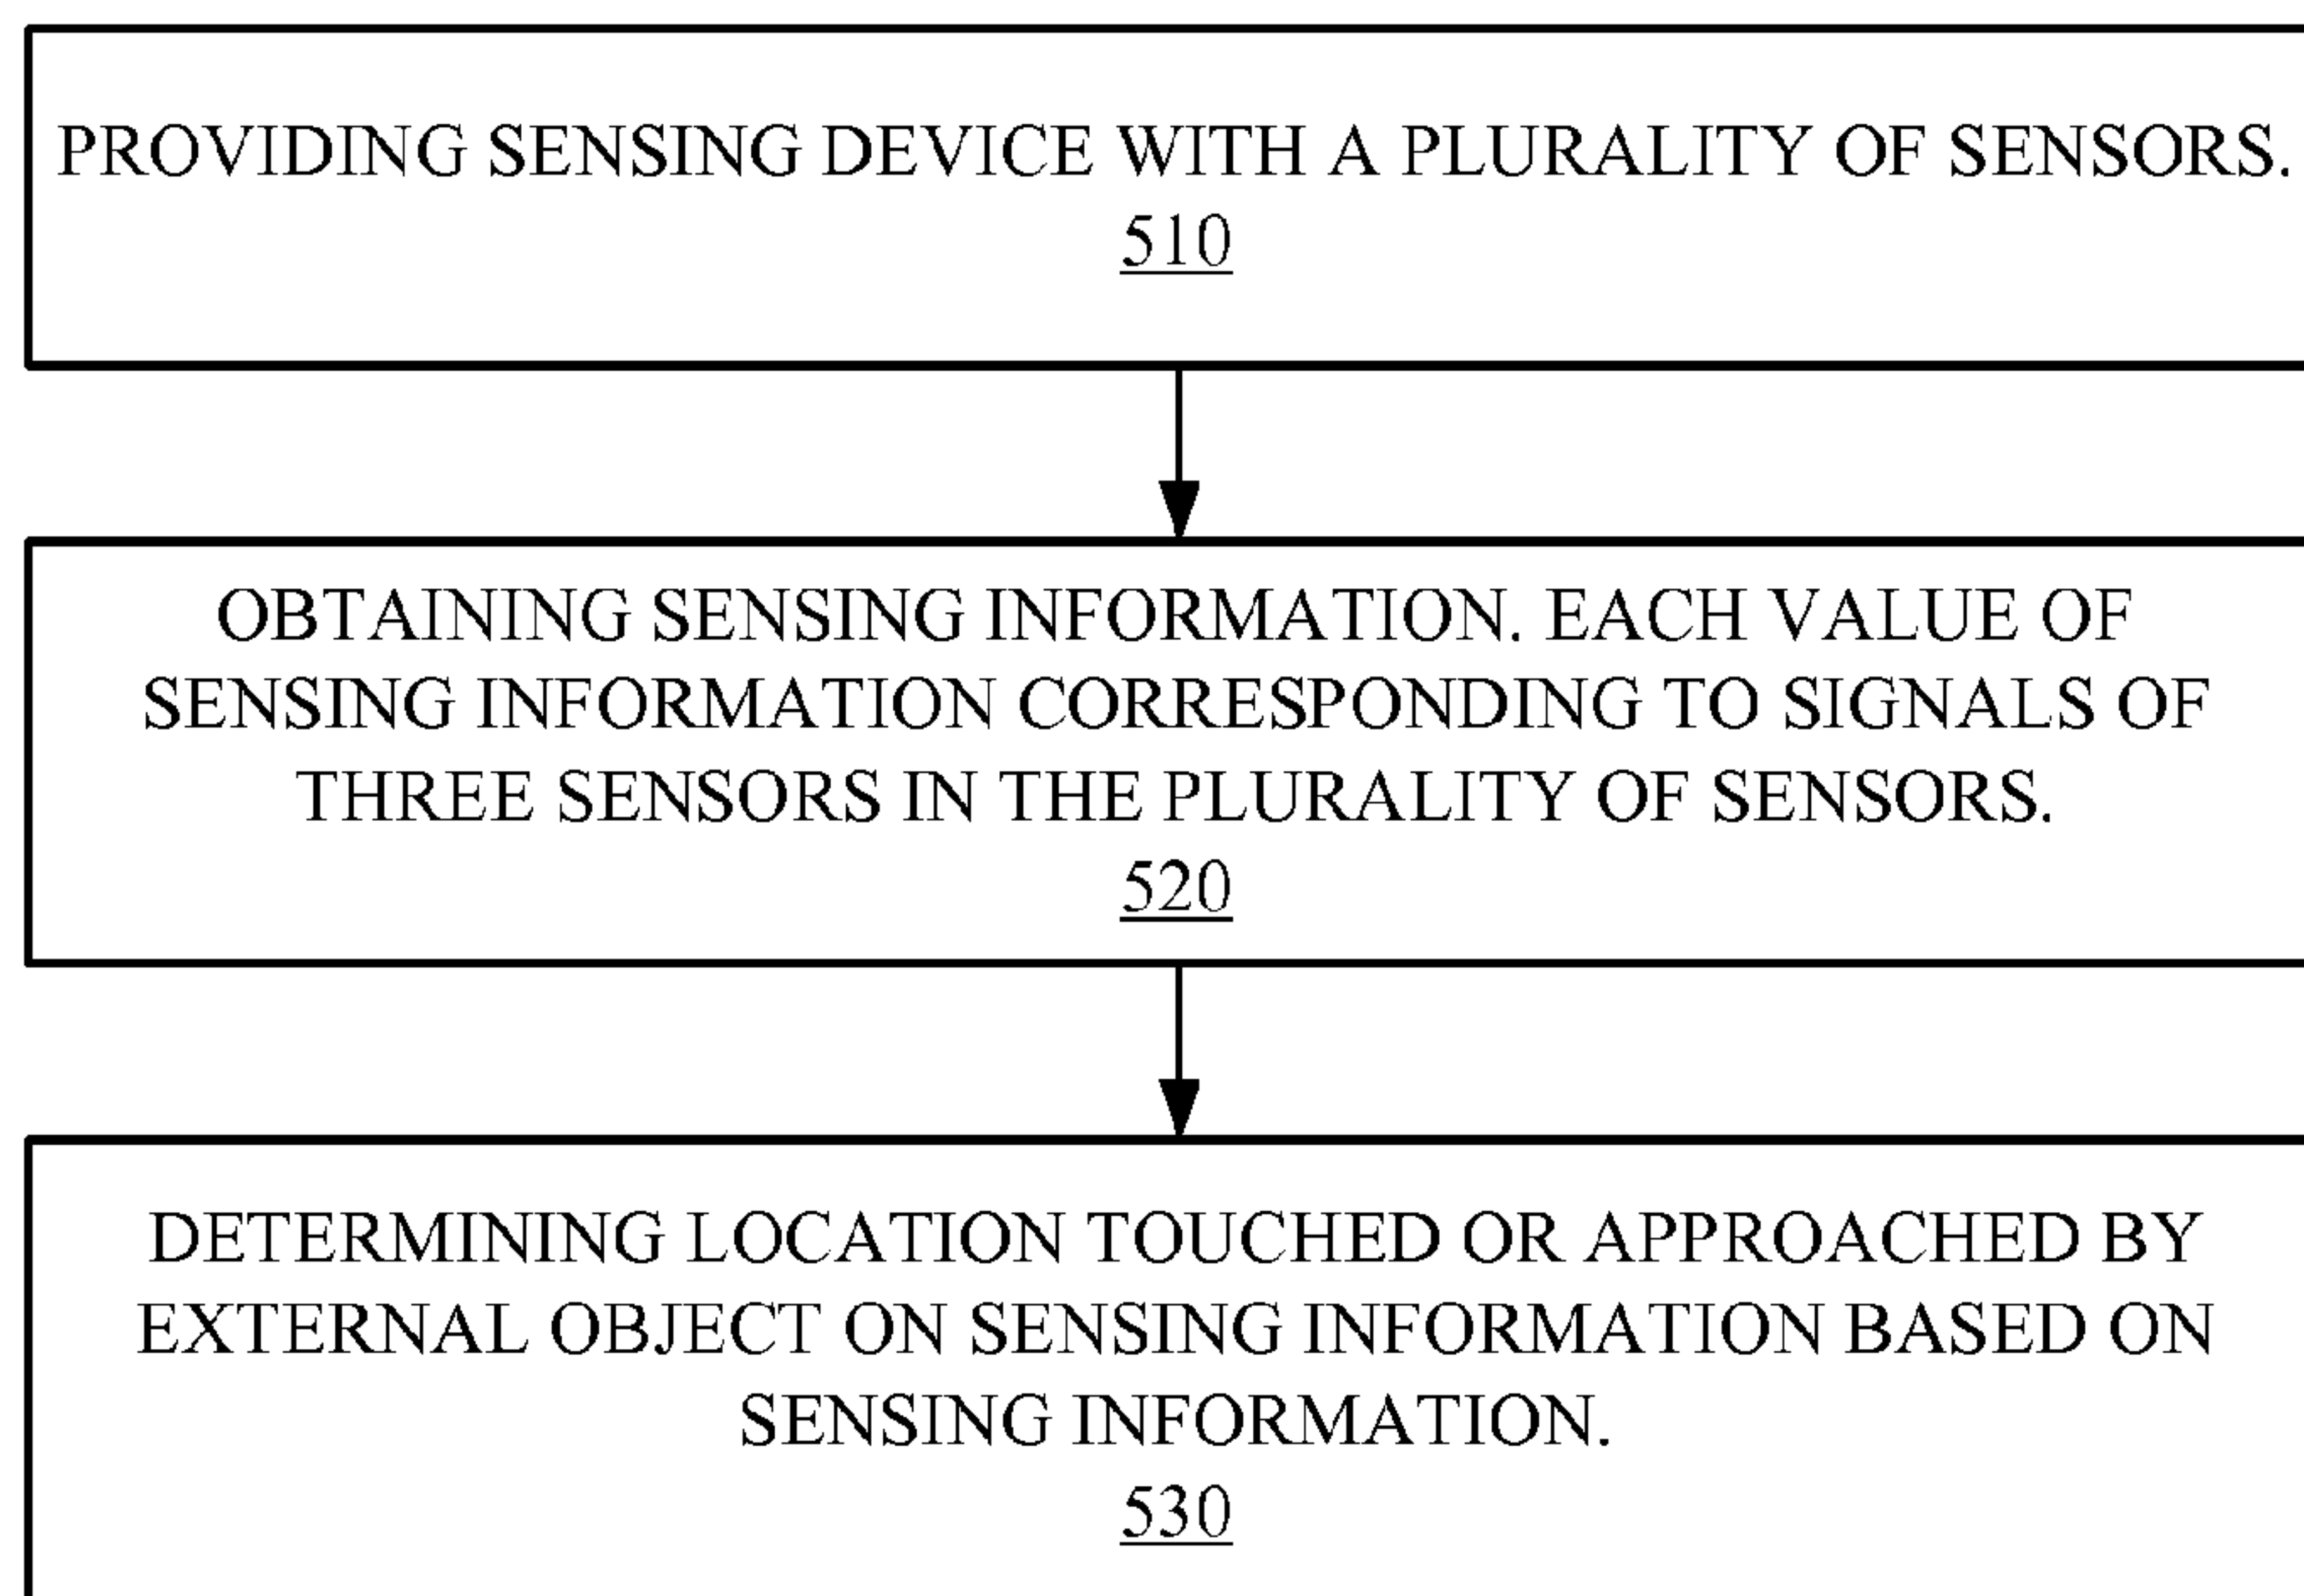 PROVIDING SENSING DEVICE WITH A PLURALITY OF SENSORS.
510
OBTAINING SENSING INFORMATION. EACH VALUE OF
SENSING INFORMATION CORRESPONDING TO SIGNALS OF
THREE SENSORS IN THE PLURALITY OF SENSORS.
520
DETERMINING LOCATION TOUCHED OR APPROACHED BY
EXTERNAL OBJECT ON SENSING INFORMATION BASED ON
SENSING INFORMATION.
530